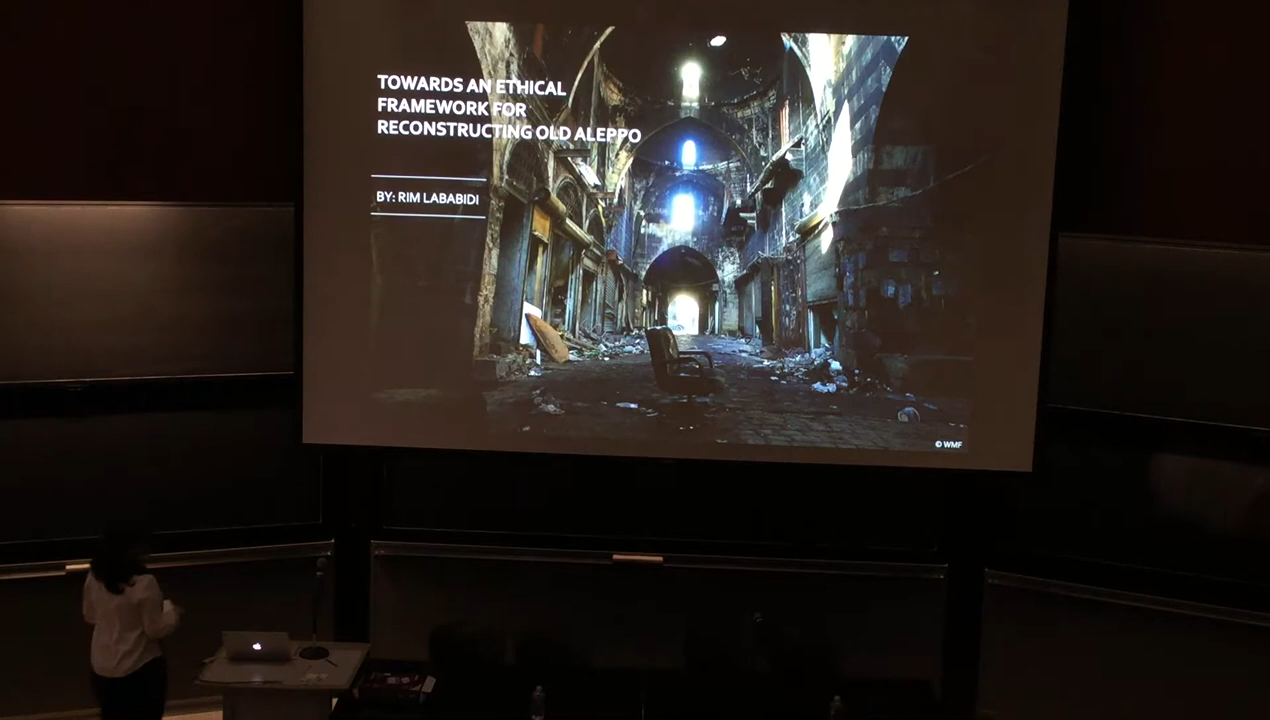 TOWARDS AN ETHICAL
FRAMEWORK FOR
RECONSTRUCTING OLD ALEPPO
BY: RIM LABABIDI
© WMF